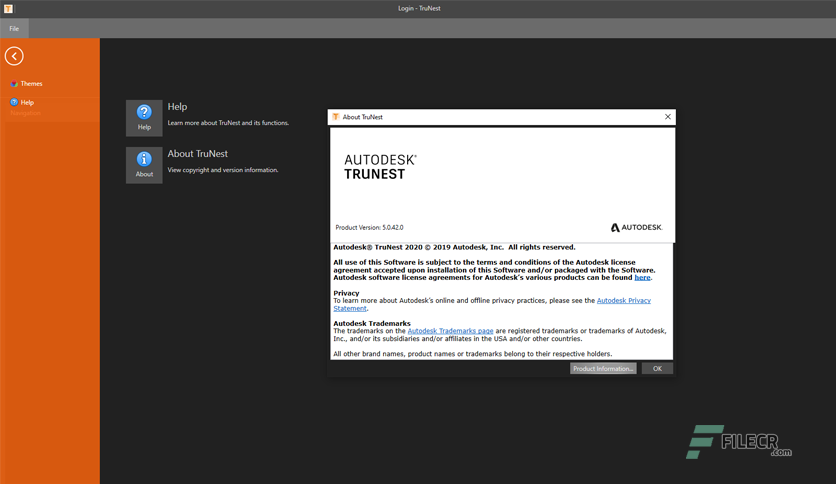 Login - TruNest
File
Themes
Help
Navigation
Help
Help
Learn more about TruNest and its functions.
About
About TruNest
View copyright and version information.
About TruNest
AUTODESK®
TRUNEST
Product Version: 5.0.42.0
AUTODESK.
Autodesk® TruNest 2020 © 2019 Autodesk, Inc. All rights reserved.
All use of this Software is subject to the terms and conditions of the Autodesk license
agreement accepted upon installation of this Software and/or packaged with the Software.
Autodesk software license agreements for Autodesk's various products can be found here.
Privacy
To learn more about Autodesk's online and offline privacy practices, please see the Autodesk Privacy
Statement.
Autodesk Trademarks
The trademarks on the Autodesk Trademarks page are registered trademarks or trademarks of Autodesk,
Inc., and/or its subsidiaries and/or affiliates in the USA and/or other countries.
All other brand names, product names or trademarks belong to their respective holders.
Product Information...
OK
FILECR
.com